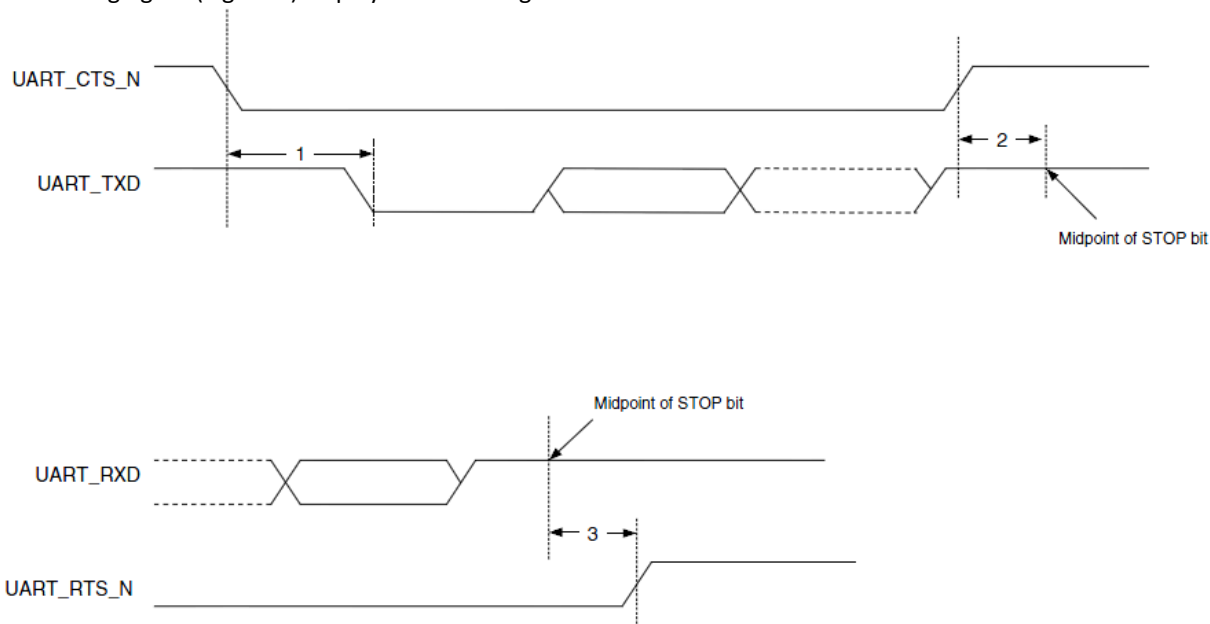 UART_CTS_N
1
2
UART_TXD
Midpoint of STOP bit
Midpoint of STOP bit
UART_RXD
3
UART_RTS_N